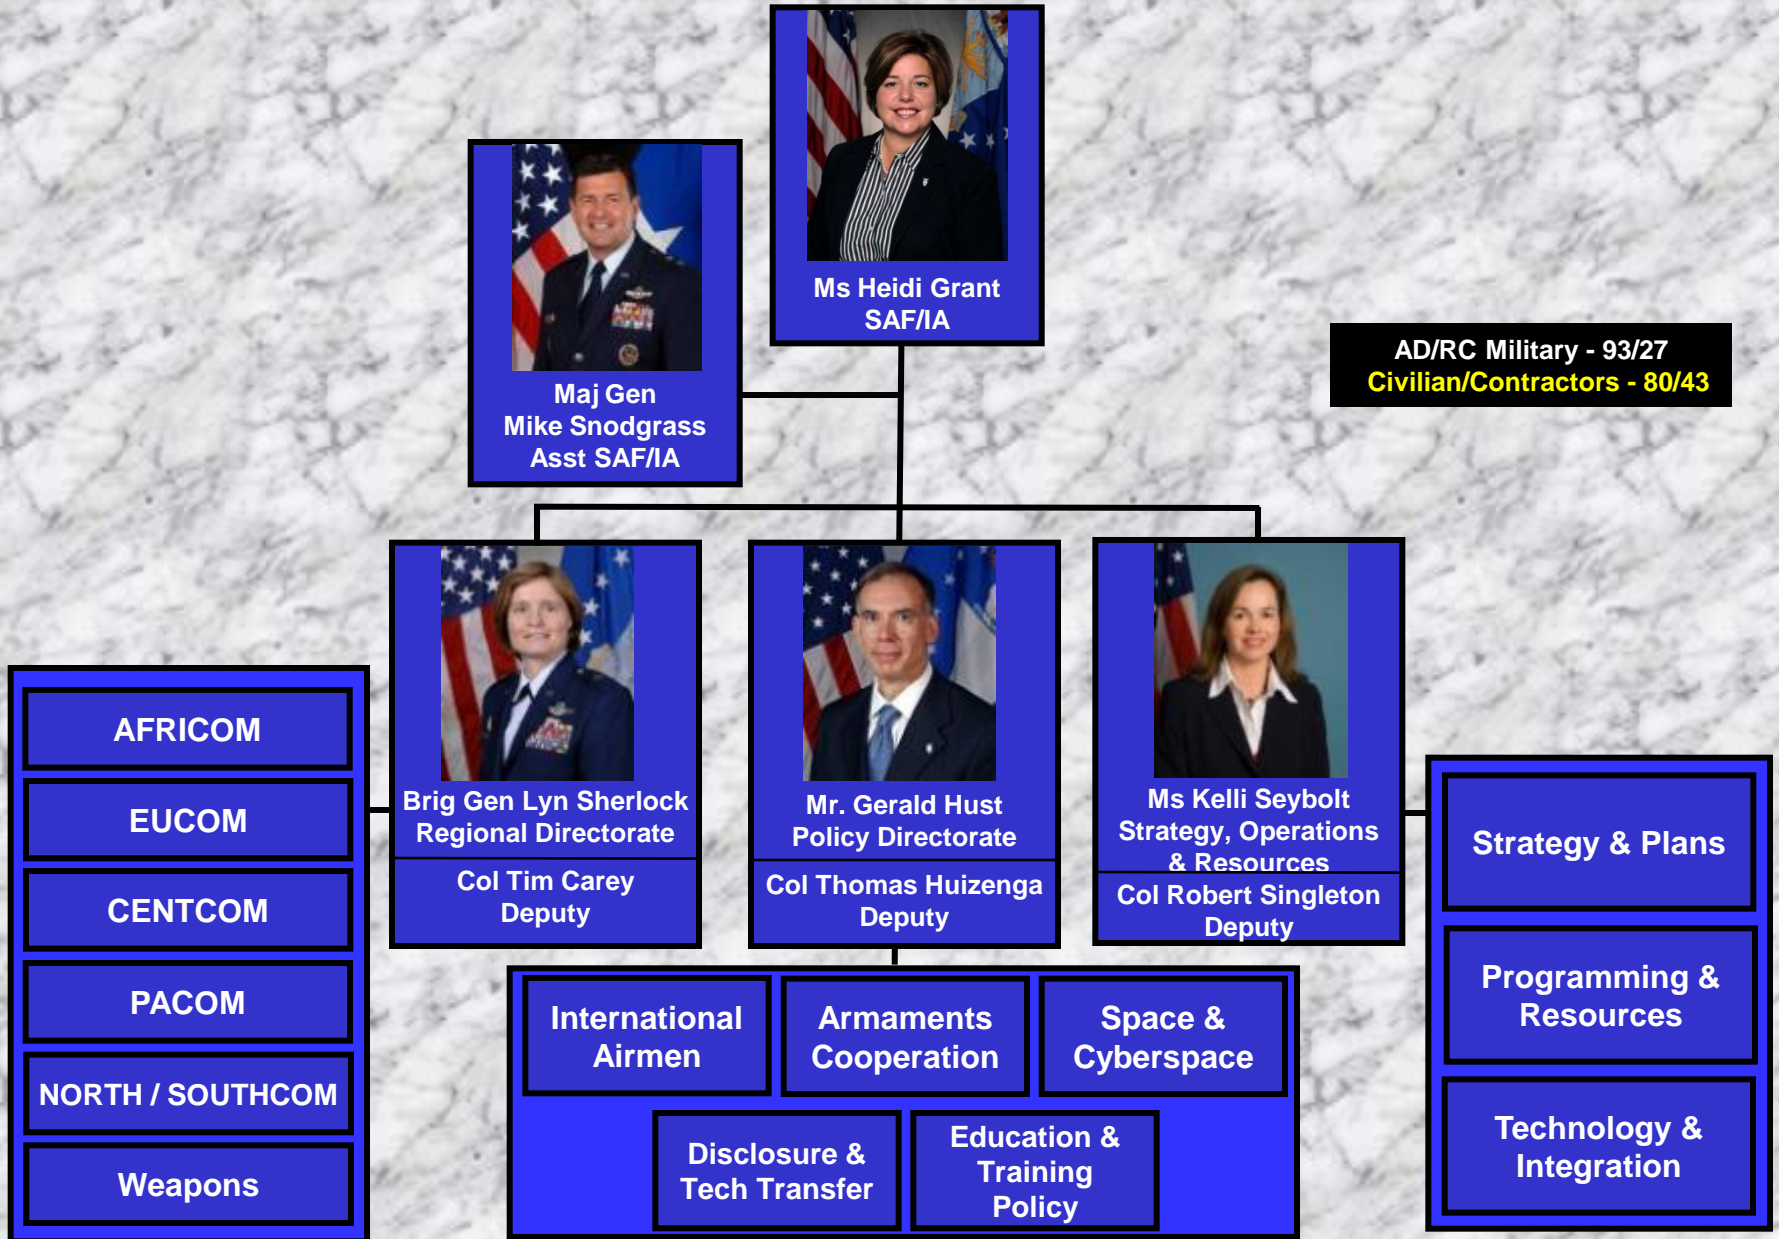 Ms Heidi Grant
SAF/IA
Maj Gen
Mike Snodgrass
Asst SAF/IA
AD/RC Military - 93/27
Civilian/Contractors - 80/43
Brig Gen Lyn Sherlock
Regional Directorate
Col Tim Carey
Deputy
Mr. Gerald Hust
Policy Directorate
Col Thomas Huizenga
Deputy
Ms Kelli Seybolt
Strategy, Operations
& Resources
Col Robert Singleton
Deputy
AFRICOM
EUCOM
CENTCOM
PACOM
NORTH / SOUTHCOM
Weapons
International
Airmen
Armaments
Cooperation
Space &
Cyberspace
Disclosure &
Tech Transfer
Education &
Training
Policy
Strategy & Plans
Programming &
Resources
Technology &
Integration